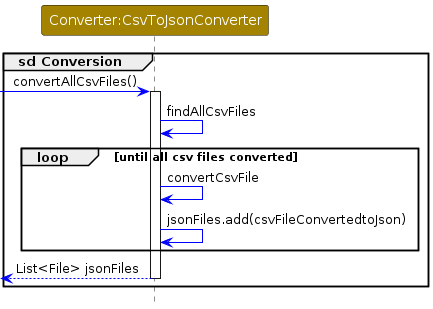 Converter:CsvToJsonConverter
sd Conversion
convertAllCsvFiles()
findAllCsvFiles
loop [until all csv files converted]
convertCsvFile
jsonFiles.add(csvFileConvertedtoJson)
List<File> jsonFiles